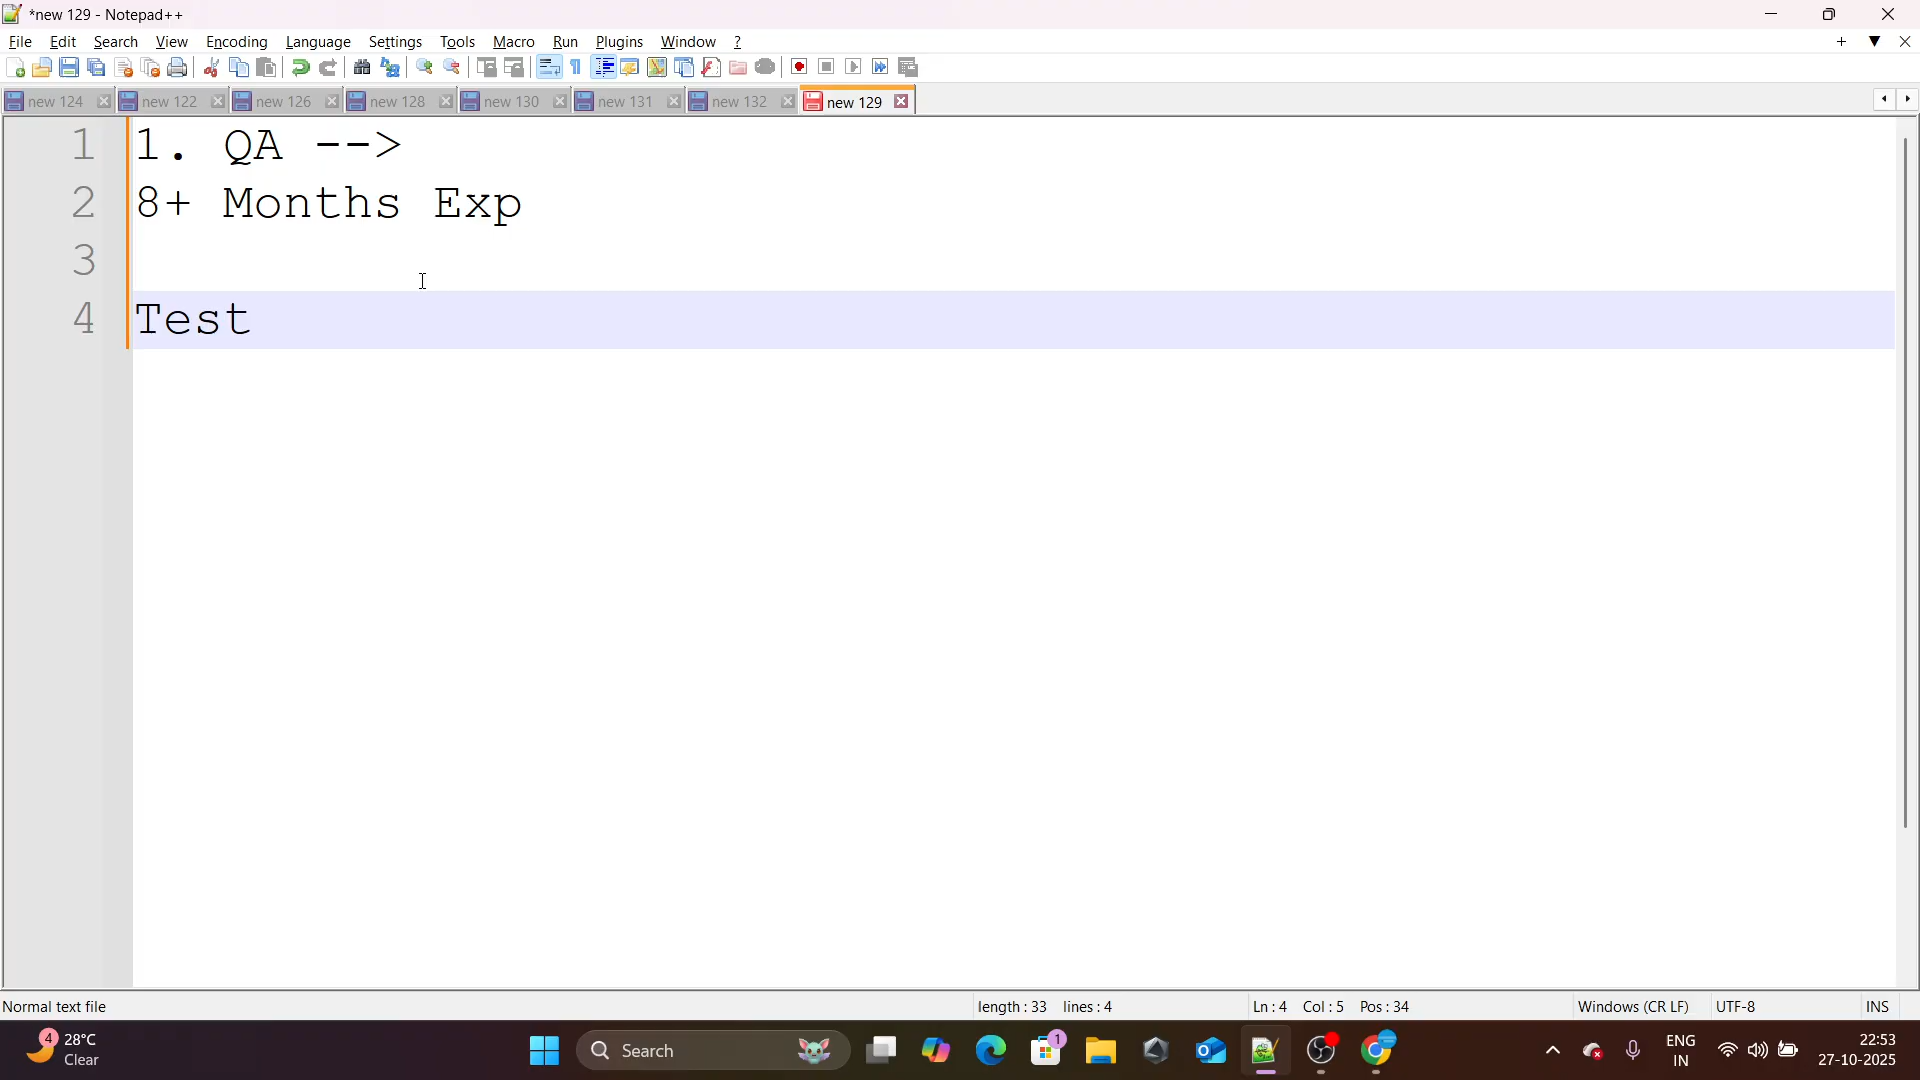 *new 129 - Notepad++
File Edit Search View Encoding Language Settings Tools Macro Run Plugins Window ?
new 124 new 122 new 126 new 128 new 130 new 131 new 132 new 129
1 1. QA -->
2 8+ Months Exp
3
4 Test
Normal text file length : 33 lines : 4 Ln : 4 Col : 5 Pos : 34 Windows (CR LF) UTF-8 INS
4 28°C Search 1 ENG 22:53
Clear IN 27-10-2025